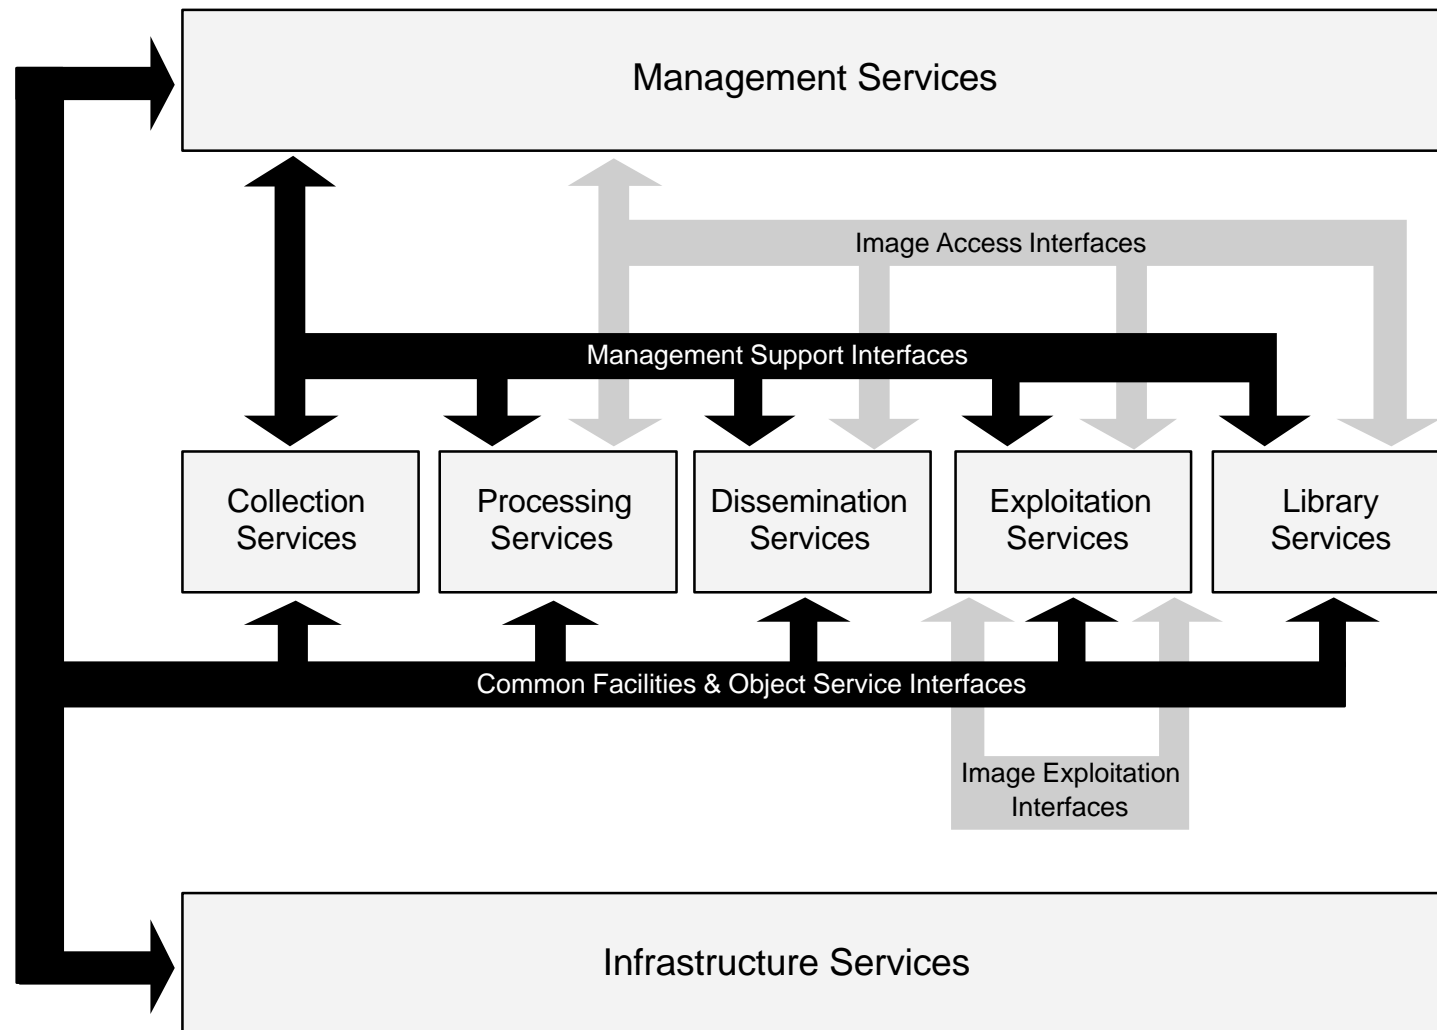 Management Services
Image Access Interfaces
Management Support Interfaces
Collection
Services
Processing
Services
Dissemination
Services
Exploitation
Services
Library
Services
Common Facilities & Object Service Interfaces
Image Exploitation
Interfaces
Infrastructure Services